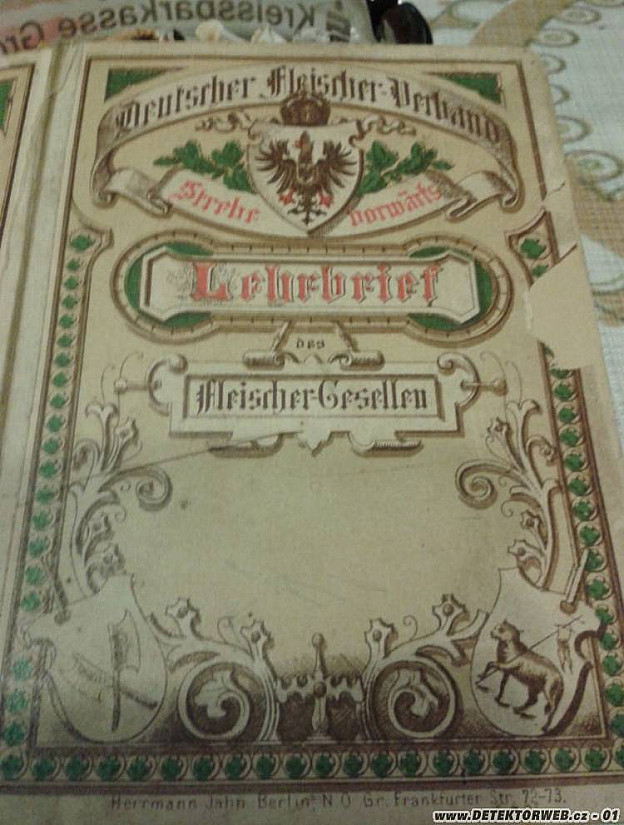 Kreissparkasse Gr
Deutscher Fleischer-Verband
Strebe vorwärts
Lehrbrief
des
Fleischer-Gesellen
Herrmann Jahn Berlin N O Gr. Frankfurter Str. 72-73.
www.DETEKTORWEB.cz - 01